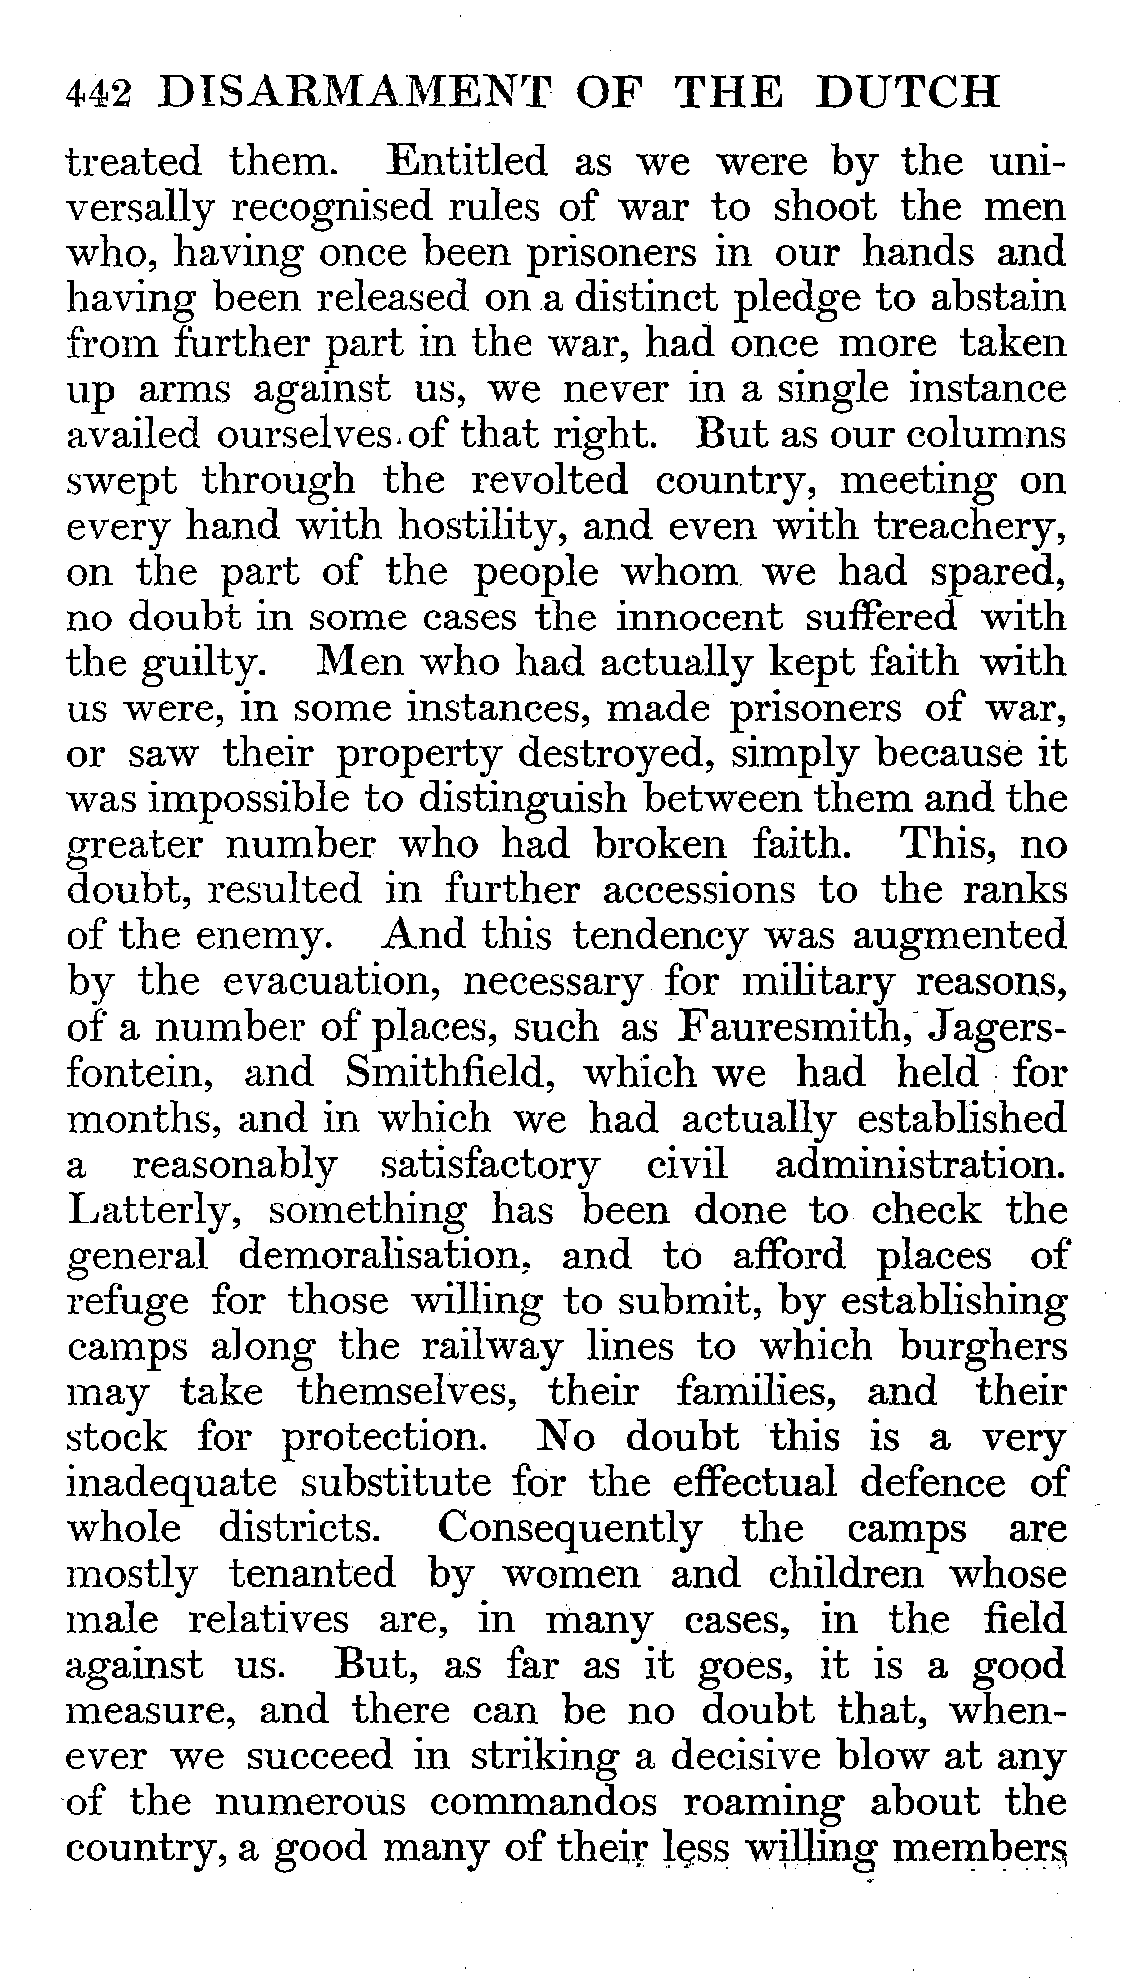 442 DISARMAMENT OF THE DUTCH
treated them. Entitled as we were by the uni-
versally recognised rules of war to shoot the men
who, having once been prisoners in our hands and
having been released on a distinct pledge to abstain
from further part in the war, had once more taken
up arms against us, we never in a single instance
availed ourselves of that right. But as our columns
swept through the revolted country, meeting on
every hand with hostility, and even with treachery,
on the part of the people whom we had spared,
no doubt in some cases the innocent suffered with
the guilty. Men who had actually kept faith with
us were, in some instances, made prisoners of war,
or saw their property destroyed, simply because it
was impossible to distinguish between them and the
greater number who had broken faith. This, no
doubt, resulted in further accessions to the ranks
of the enemy. And this tendency was augmented
by the evacuation, necessary for military reasons,
of a number of places, such as Fauresmith, Jagers-
fontein, and Smithfield, which we had held for
months, and in which we had actually established
a reasonably satisfactory civil administration.
Latterly, something has been done to check the
general demoralisation, and to afford places of
refuge for those willing to submit, by establishing
camps along the railway lines to which burghers
may take themselves, their families, and their
stock for protection. No doubt this is a very
inadequate substitute for the effectual defence of
whole districts. Consequently the camps are
mostly tenanted by women and children whose
male relatives are, in many cases, in the field
against us. But, as far as it goes, it is a good
measure, and there can be no doubt that, when-
ever we succeed in striking a decisive blow at any
of the numerous commandos roaming about the
country, a good many of their less willing members